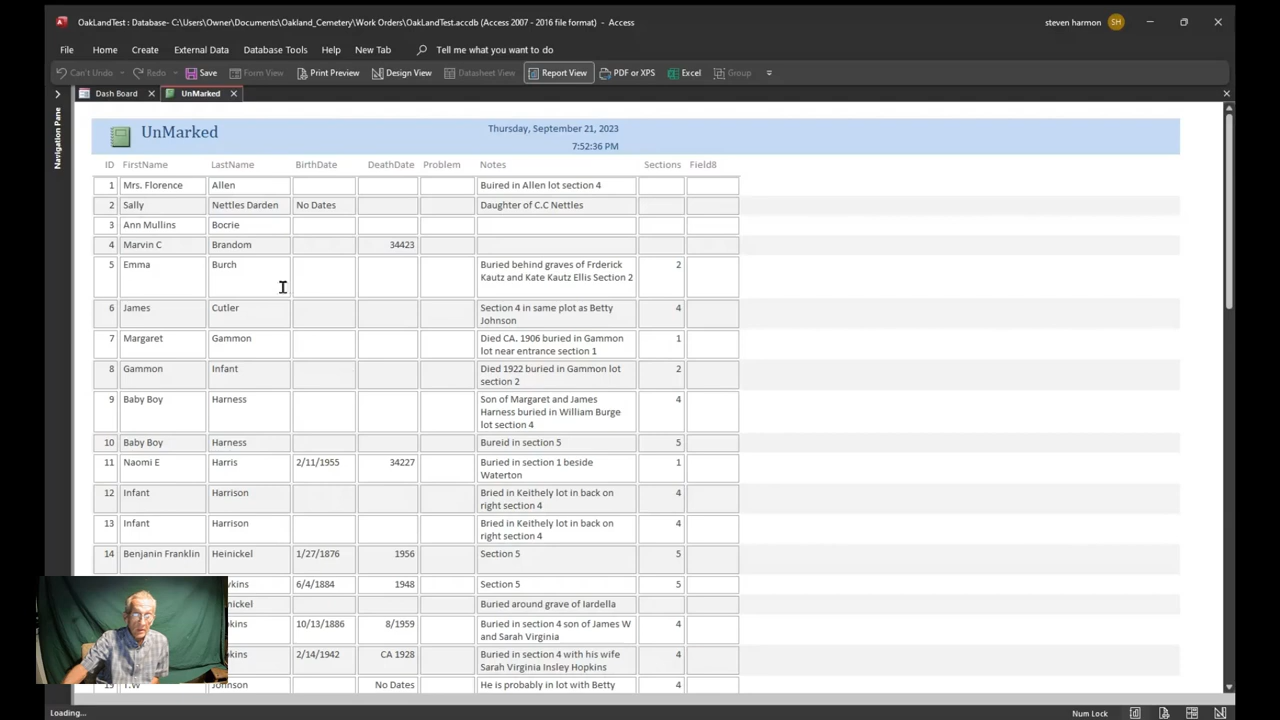 OakLandTest : Database- C:\Users\Owner\Documents\Oakland_Cemetery\Work Orders\OakLandTest.accdb (Access 2007 - 2016 file format) - Access
steven harmon SH
File Home Create External Data Database Tools Help New Tab Tell me what you want to do
Can't Undo Redo Save Form View Print Preview Design View Datasheet View Report View PDF or XPS Excel Group
Dash Board UnMarked
Navigation Pane
UnMarked Thursday, September 21, 2023
7:52:36 PM
ID FirstName LastName BirthDate DeathDate Problem Notes Sections Field8
1 Mrs. Florence Allen Buired in Allen lot section 4
2 Sally Nettles Darden No Dates Daughter of C.C Nettles
3 Ann Mullins Bocrie
4 Marvin C Brandom 34423
5 Emma Burch Buried behind graves of Frderick 2
Kautz and Kate Kautz Ellis Section 2
6 James Cutler Section 4 in same plot as Betty 4
Johnson
7 Margaret Gammon Died CA. 1906 buried in Gammon 1
lot near entrance section 1
8 Gammon Infant Died 1922 buried in Gammon lot 2
section 2
9 Baby Boy Harness Son of Margaret and James 4
Harness buried in William Burge
lot section 4
10 Baby Boy Harness Bureid in section 5 5
11 Naomi E Harris 2/11/1955 34227 Buried in section 1 beside 1
Waterton
12 Infant Harrison Bried in Keithely lot in back on 4
right section 4
13 Infant Harrison Bried in Keithely lot in back on 4
right section 4
14 Benjanin Franklin Heinickel 1/27/1876 1956 Section 5 5
wkins 6/4/1884 1948 Section 5 5
nickel Buried around grave of Iardella
kins 10/13/1886 8/1959 Buried in section 4 son of James W 4
and Sarah Virginia
kins 2/14/1942 CA 1928 Buried in section 4 with his wife 4
Sarah Virginia Insley Hopkins
T.W Johnson No Dates He is probably in lot with Betty 4
Loading...
Num Lock